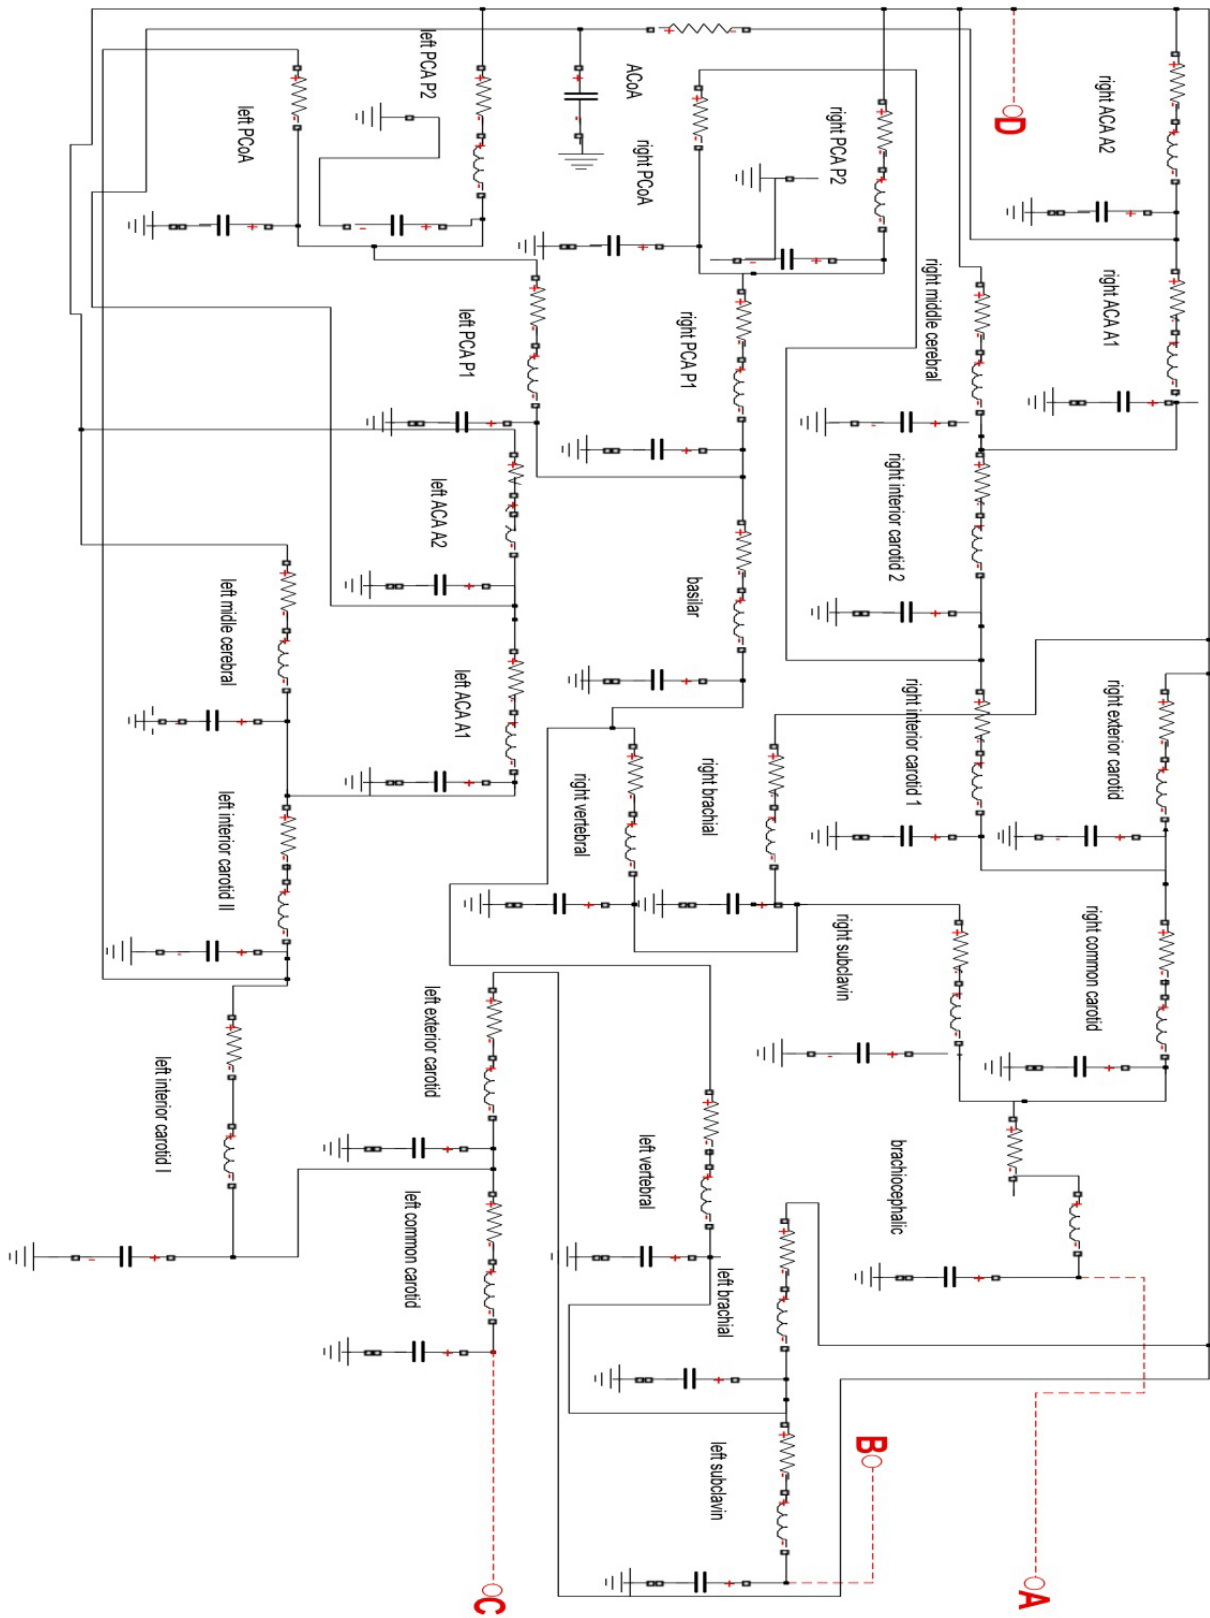 right ACA A2
D
right PCA P2
ACoA
right PCoA
left PCA P2
left PCoA
right ACA A1
right middle cerebral
right PCA P1
left PCA P1
right interior carotid 2
basilar
left ACA A2
left midle cerebral
right exterior carotid
right interior carotid 1
right brachial
right vertebral
left ACA A1
left interior carotid II
right common carotid
right subclavin
left exterior carotid
left interior carotid I
brachiocephalic
left vertebral
left common carotid
left brachial
left subclavin
B
A
C